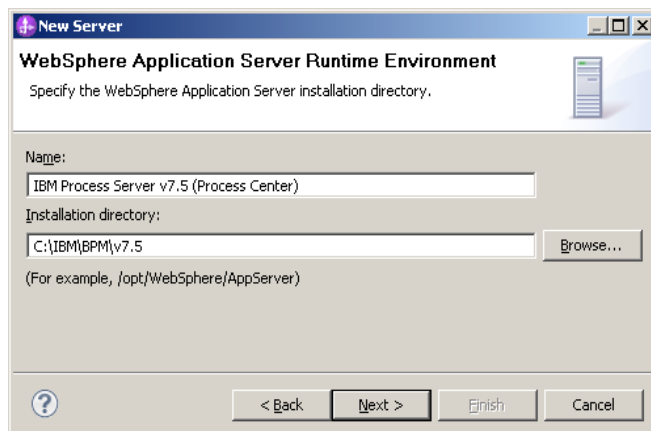 New Server
WebSphere Application Server Runtime Environment
Specify the WebSphere Application Server installation directory.
Name:
IBM Process Server v7.5 (Process Center)
Installation directory:
C:\IBM\BPM\v7.5
Browse...
(For example, /opt/WebSphere/AppServer)
?
< Back
Next >
Finish
Cancel